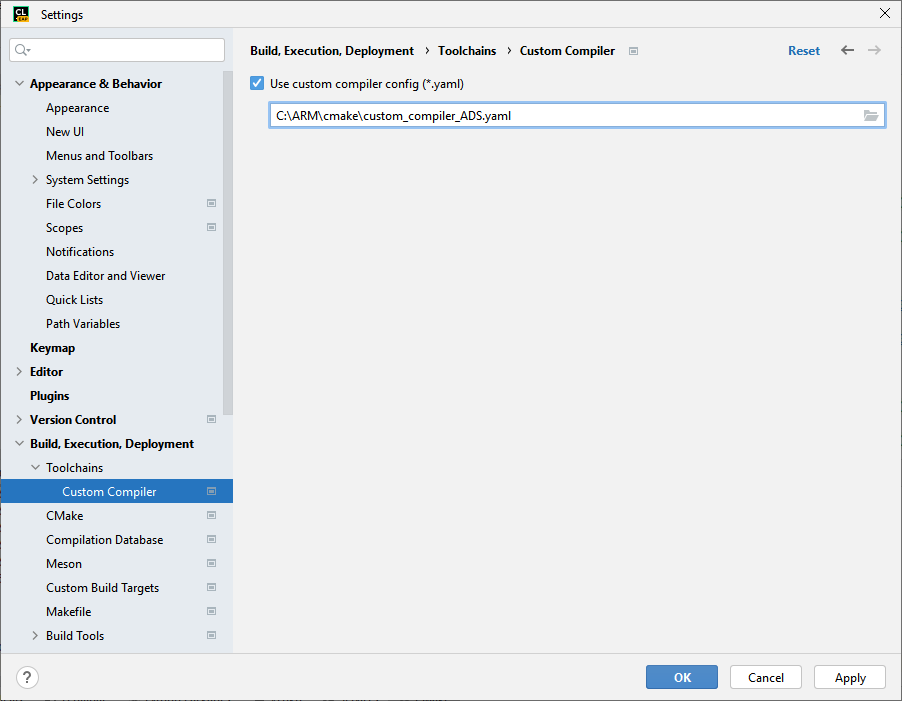 CL
EAP
Settings
Build, Execution, Deployment › Toolchains › Custom Compiler
Reset
Use custom compiler config (*.yaml)
C:\ARM\cmake\custom_compiler_ADS.yaml
Appearance & Behavior
Appearance
New UI
Menus and Toolbars
System Settings
File Colors
Scopes
Notifications
Data Editor and Viewer
Quick Lists
Path Variables
Keymap
Editor
Plugins
Version Control
Build, Execution, Deployment
Toolchains
Custom Compiler
CMake
Compilation Database
Meson
Custom Build Targets
Makefile
Build Tools
?
OK
Cancel
Apply